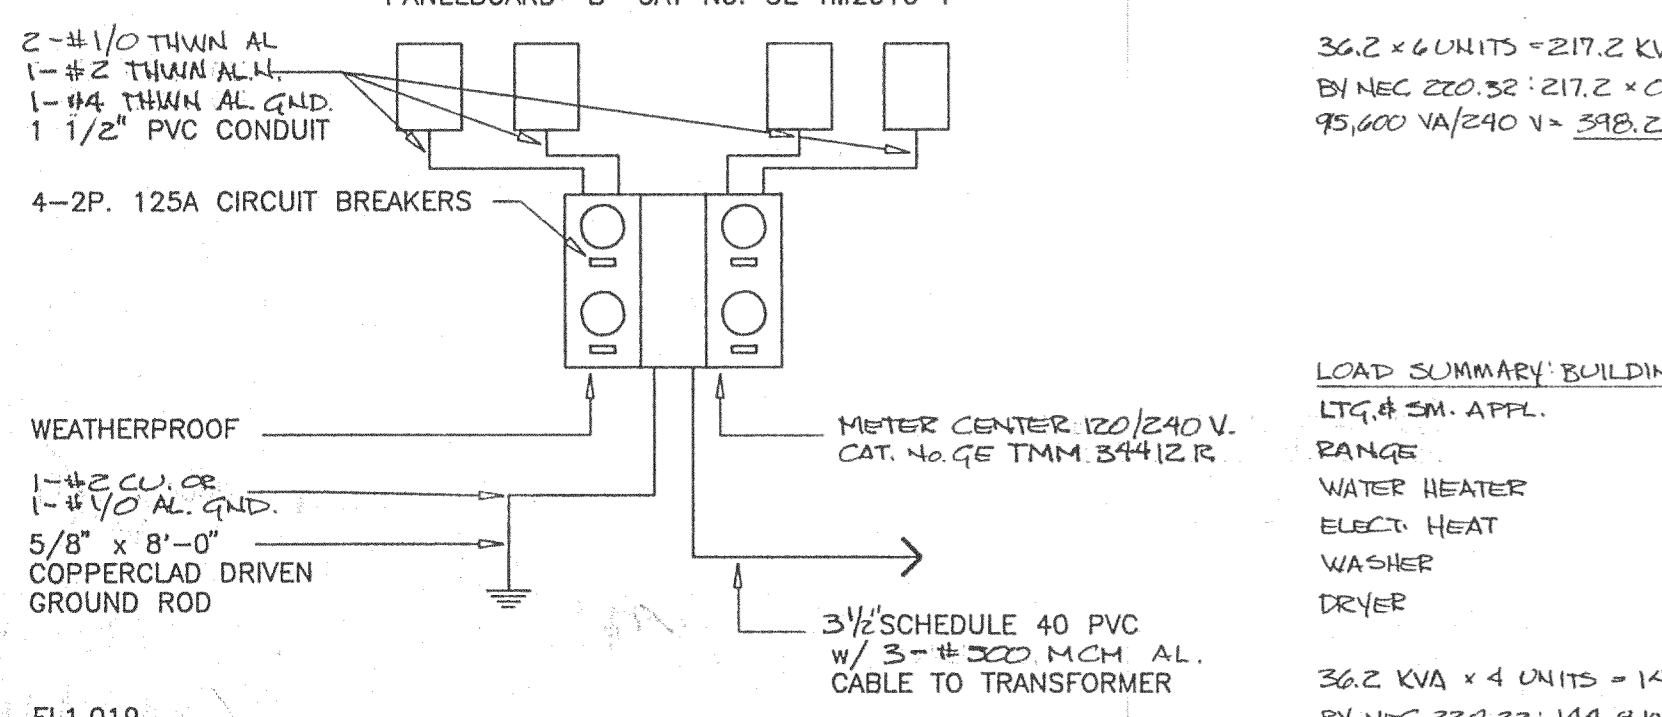 2-#1/0 THWN AL
1-#2 THWN AL.N.
1-#4 THWN AL. GND.
1 1/2" PVC CONDUIT
4-2P. 125A CIRCUIT BREAKERS
WEATHERPROOF
1-#2 CU. OR
1-# 1/0 AL. GND.
5/8" x 8'-0"
COPPERCLAD DRIVEN
GROUND ROD
METER CENTER 120/240 V.
CAT. No. GE TMM 34412 R
3 1/2" SCHEDULE 40 PVC
w/ 3-#500 MCM AL.
CABLE TO TRANSFORMER
36.2 x 6 UNITS = 217.2 KV
BY NEC 220.32: 217.2 x 
95,600 VA/240 V = 398.2
LOAD SUMMARY: BUILDIN
LTG. & SM. APPL.
RANGE
WATER HEATER
ELECT. HEAT
WASHER
DRYER
36.2 KVA x 4 UNITS = 14